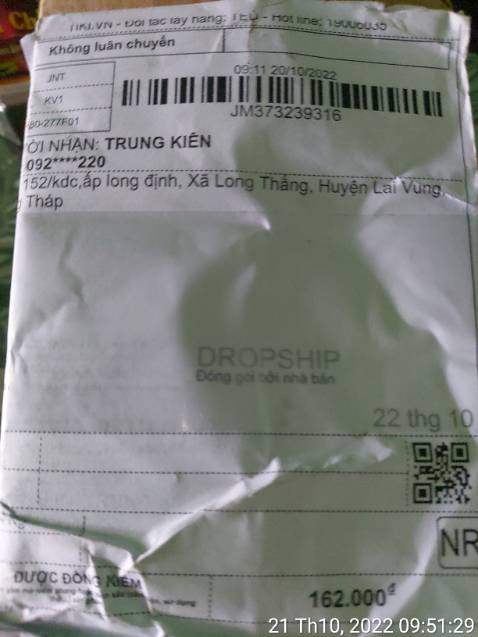 TIKI.VN - Đối tác lấy hàng: TED - Hotline: 19006035
Không luân chuyển
JNT
KV1
80-277F01
09:11 20/10/2022
JM373239316
ỜI NHẬN: TRUNG KIÊN
092****220
152/kdc,ấp long định, Xã Long Thắng, Huyện Lai Vung,
Tháp
DROPSHIP
Đóng gói bởi nhà bán
22 thg 10
NR
ĐƯỢC ĐỒNG KIỂM
162.000đ
21 Th10, 2022 09:51:29